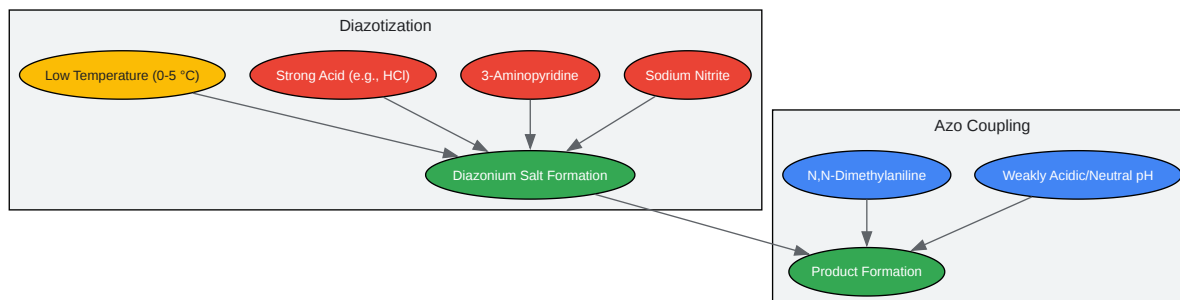 Diazotization
Low Temperature (0-5 °C)
Strong Acid (e.g., HCl)
3-Aminopyridine
Sodium Nitrite
Diazonium Salt Formation
Azo Coupling
N,N-Dimethylaniline
Weakly Acidic/Neutral pH
Product Formation